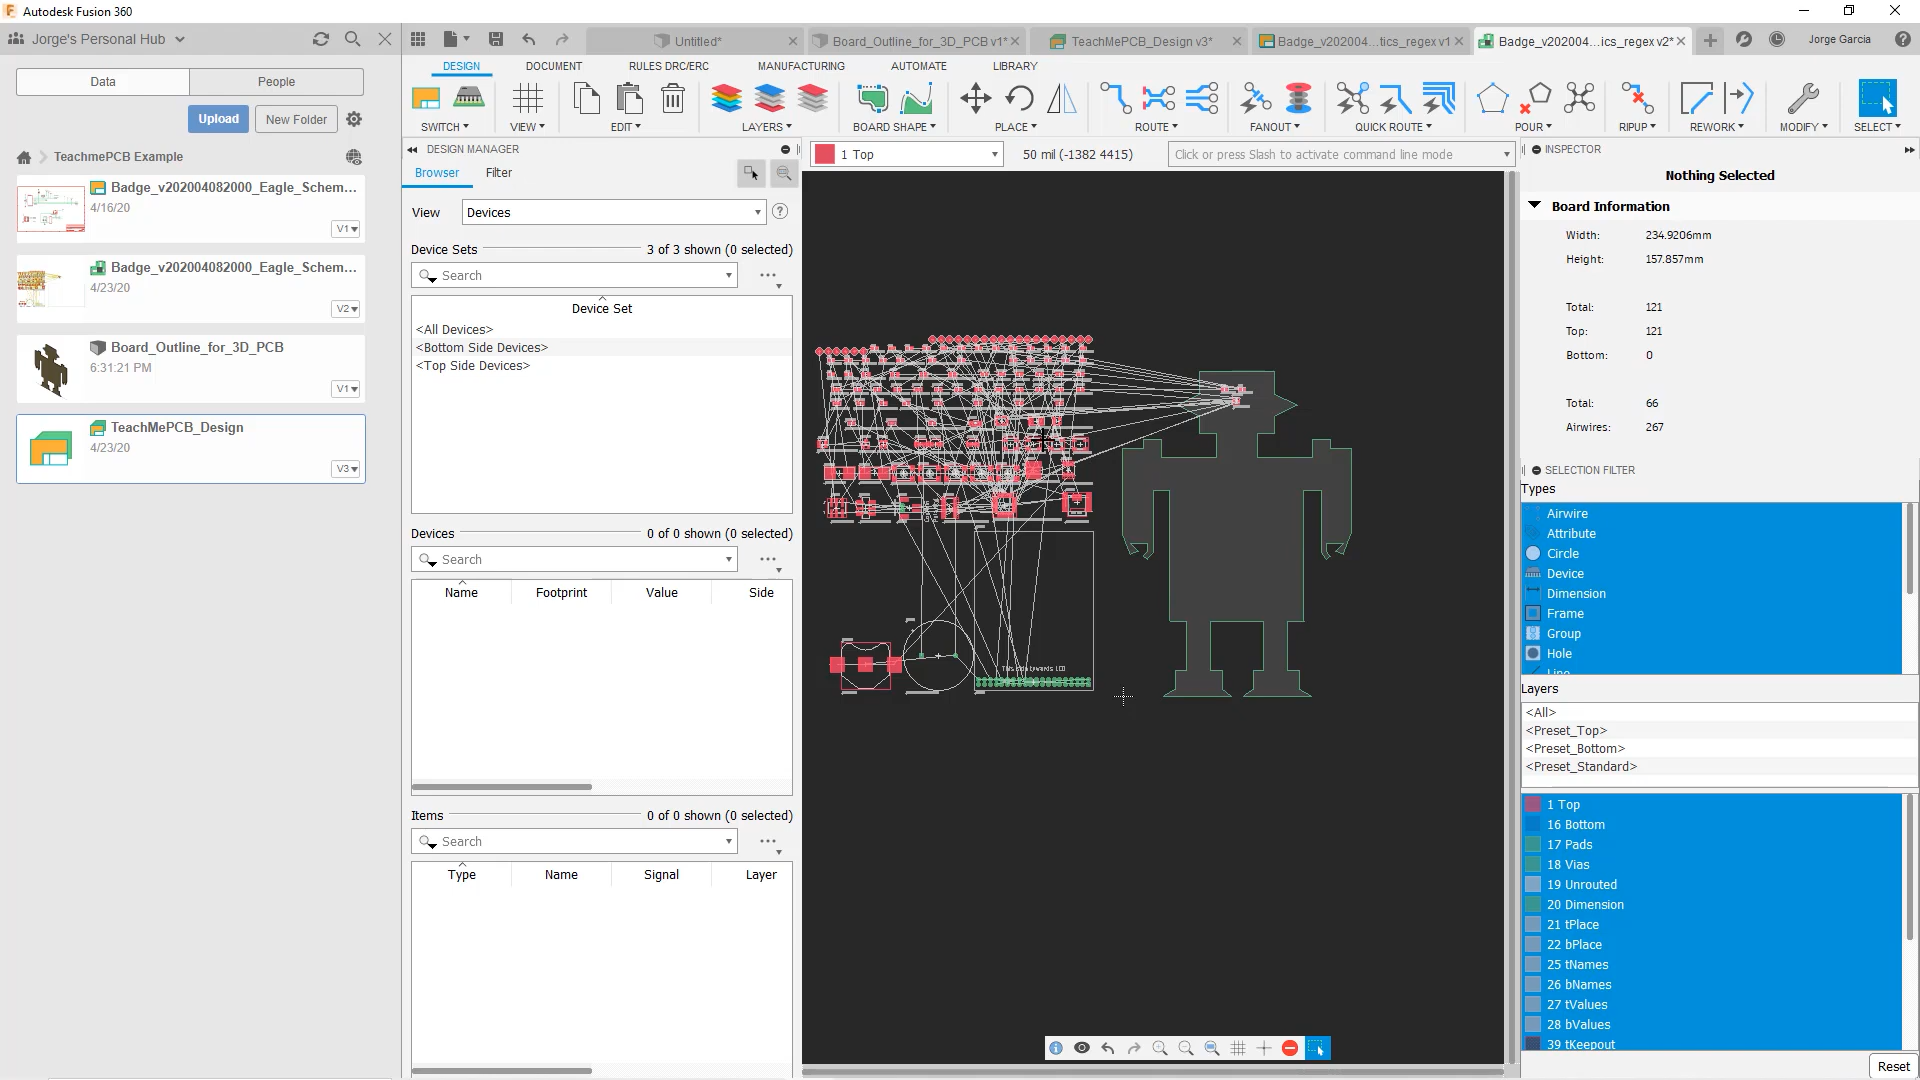 Autodesk Fusion 360
Jorge's Personal Hub
Untitled*
Board_Outline_for_3D_PCB v1*
TeachMePCB_Design v3*
Badge_v202004...tics_regex v1
Badge_v202004...ics_regex v2*
Jorge Garcia
Data
People
Upload
New Folder
TeachmePCB Example
Badge_v202004082000_Eagle_Schem...
4/16/20
V1
Badge_v202004082000_Eagle_Schem...
4/23/20
V2
Board_Outline_for_3D_PCB
6:31:21 PM
V1
TeachMePCB_Design
4/23/20
V3
DESIGN
DOCUMENT
RULES DRC/ERC
MANUFACTURING
AUTOMATE
LIBRARY
SWITCH
VIEW
EDIT
LAYERS
BOARD SHAPE
PLACE
ROUTE
FANOUT
QUICK ROUTE
POUR
RIPUP
REWORK
MODIFY
SELECT
DESIGN MANAGER
Browser
Filter
View
Devices
Device Sets
3 of 3 shown (0 selected)
Search
Device Set
<All Devices>
<Bottom Side Devices>
<Top Side Devices>
Devices
0 of 0 shown (0 selected)
Search
Name
Footprint
Value
Side
Items
0 of 0 shown (0 selected)
Search
Type
Name
Signal
Layer
1 Top
50 mil (-1382 4415)
Click or press Slash to activate command line mode
This side towards LCD
INSPECTOR
Nothing Selected
Board Information
Width:
234.9206mm
Height:
157.857mm
Total:
121
Top:
121
Bottom:
0
Total:
66
Airwires:
267
SELECTION FILTER
Types
Airwire
Attribute
Circle
Device
Dimension
Frame
Group
Hole
Line
Layers
<All>
<Preset_Top>
<Preset_Bottom>
<Preset_Standard>
1 Top
16 Bottom
17 Pads
18 Vias
19 Unrouted
20 Dimension
21 tPlace
22 bPlace
25 tNames
26 bNames
27 tValues
28 bValues
39 tKeepout
Reset